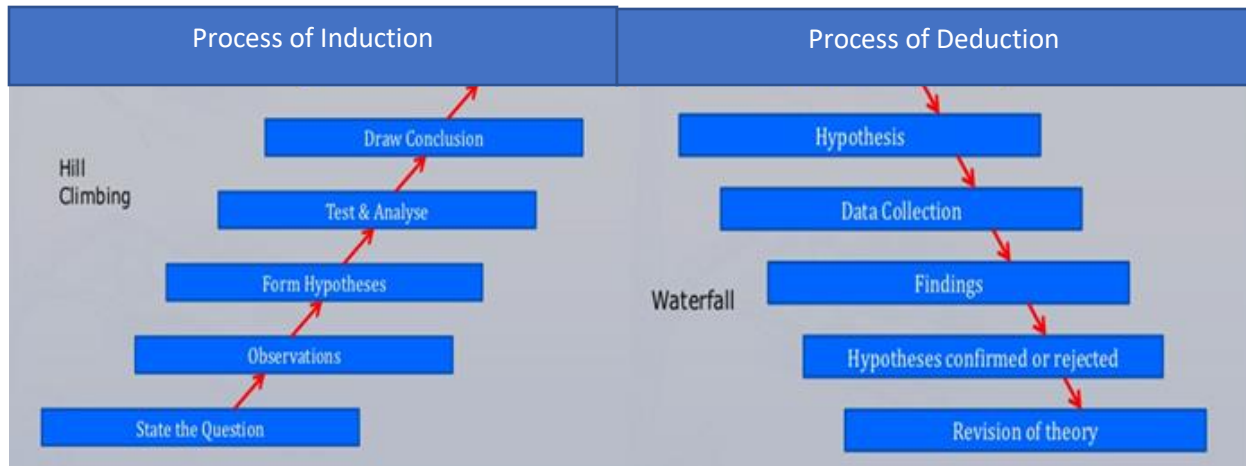 Process of Induction
Draw Conclusion
Hill
Climbing
Test & Analyse
Form Hypotheses
Observations
State the Question
Process of Deduction
Hypothesis
Data Collection
Findings
Waterfall
Hypotheses confirmed or rejected
Revision of theory